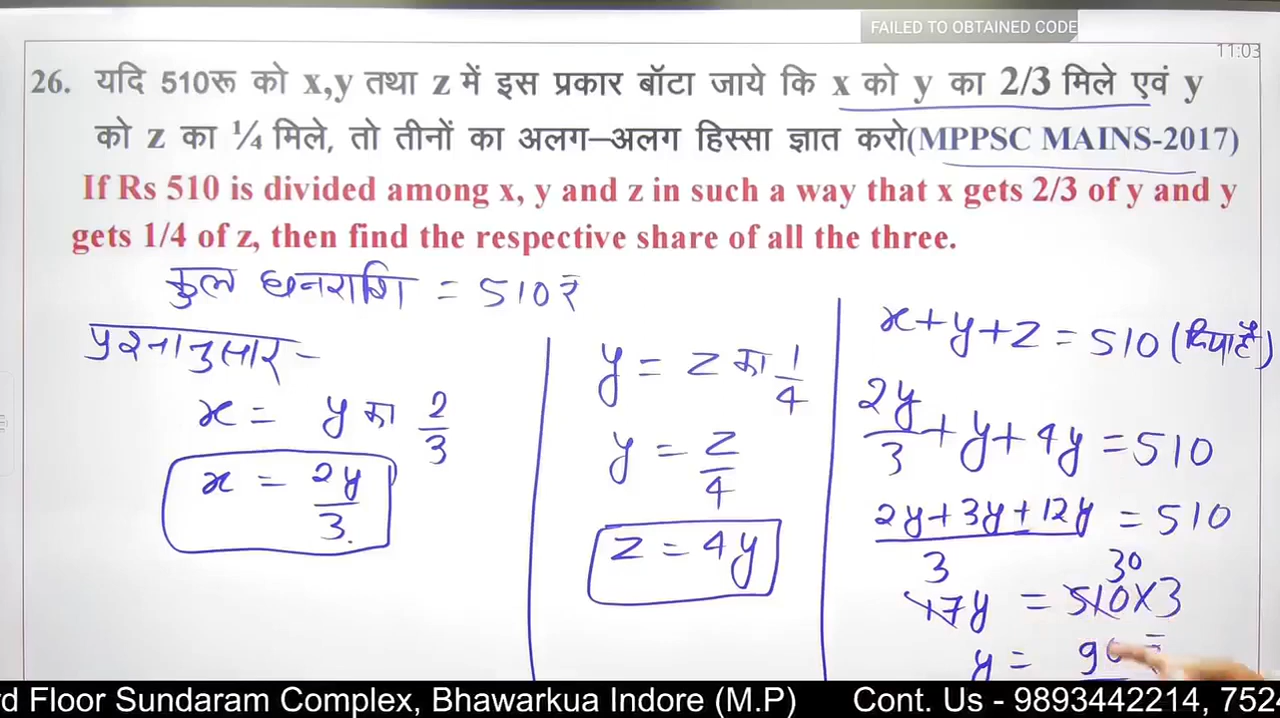 FAILED TO OBTAINED CODE
11:03
26. यदि 510रू को x,y तथा z में इस प्रकार बॉटा जाये कि x को y का 2/3 मिले एवं y
को z का ¼ मिले, तो तीनों का अलग–अलग हिस्सा ज्ञात करो(MPPSC MAINS-2017)
If Rs 510 is divided among x, y and z in such a way that x gets 2/3 of y and y
gets 1/4 of z, then find the respective share of all the three.
कुल धनराशि = 510₹
प्रश्नानुसार –
x = y का 2/3
x = 2y/3.
y = z का 1/4
y = z/4
z = 4y
x+y+z = 510 (दिया है)
2y/3 + y + 4y = 510
2y+3y+12y/3 = 510
30
17y = 510×3
y =
rd Floor Sundaram Complex, Bhawarkua Indore (M.P) Cont. Us - 9893442214, 752